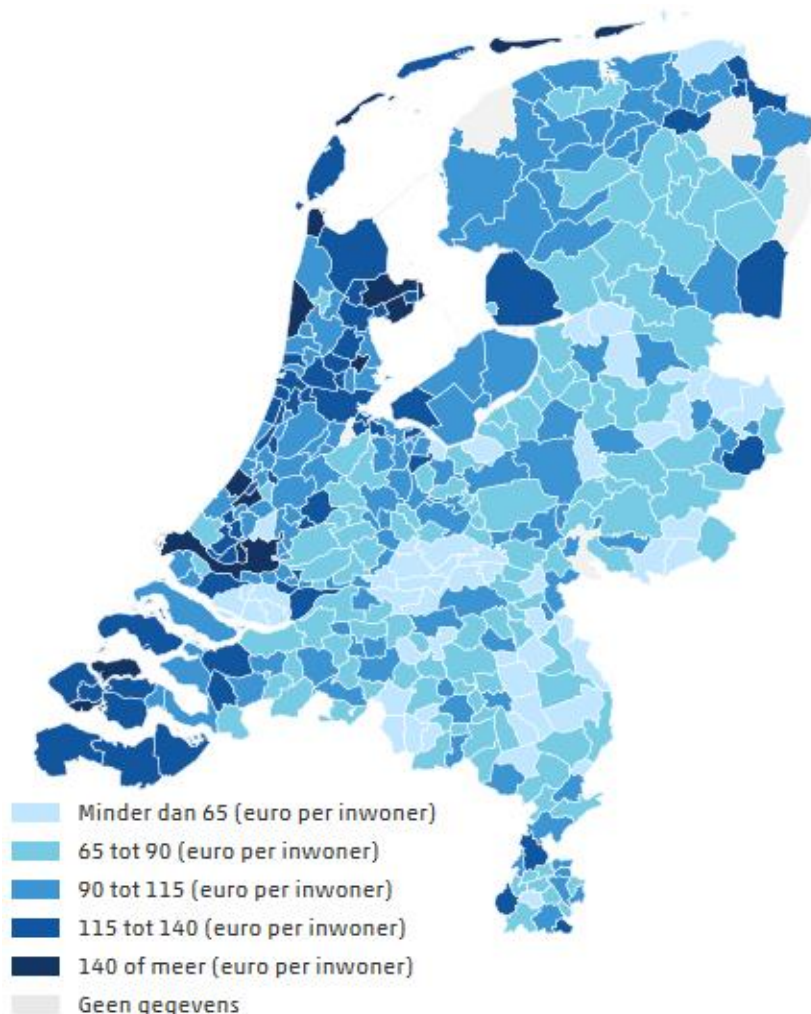 Minder dan 65 (euro per inwoner)
65 tot 90 (euro per inwoner)
90 tot 115 (euro per inwoner)
115 tot 140 (euro per inwoner)
140 of meer (euro per inwoner)
Geen gegevens